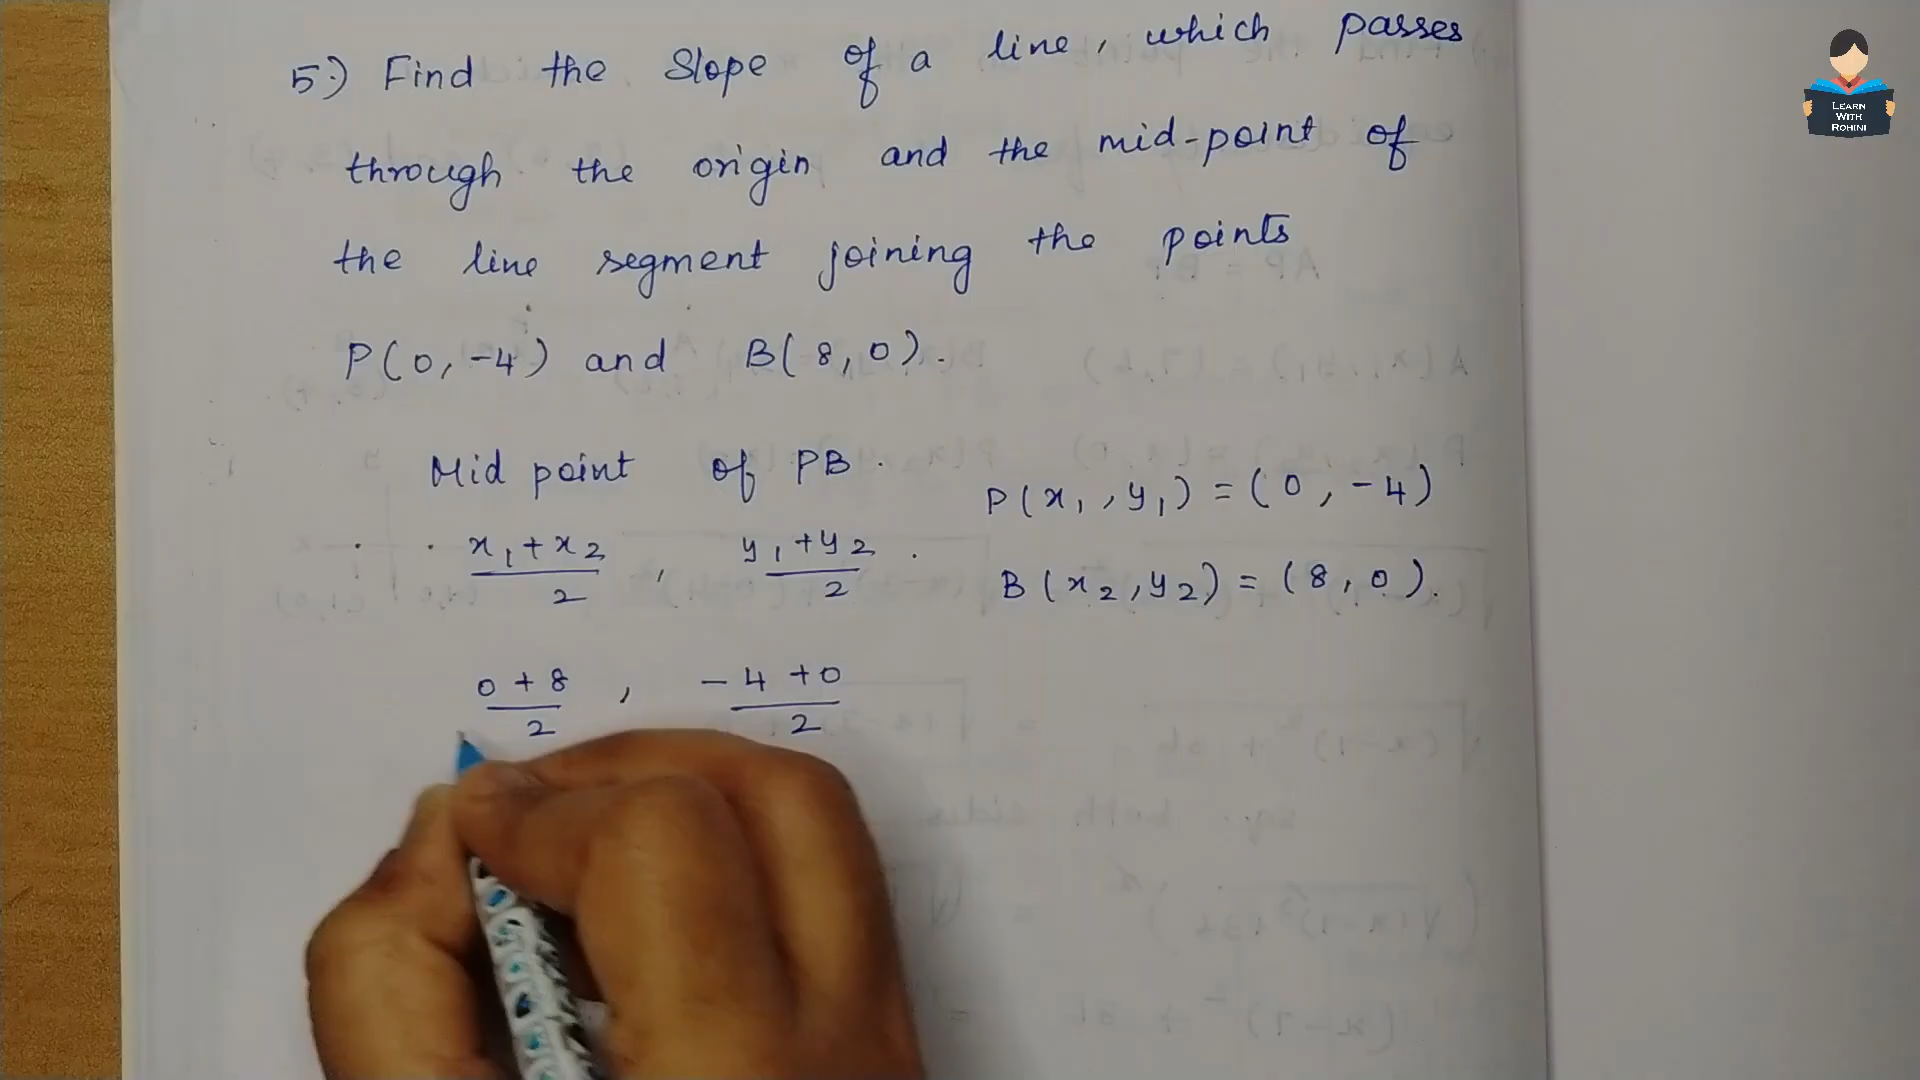 5.) Find the Slope of a line, which passes
through the origin and the mid-point of
the line segment joining the points
P(0, -4) and B(8, 0).
Mid point of PB.
P(x₁, y₁) = (0, -4)
x₁+x₂/2 , y₁+y₂/2 .
B(x₂, y₂) = (8, 0).
0+8/2 , -4+0/2
LEARN
WITH
ROHINI